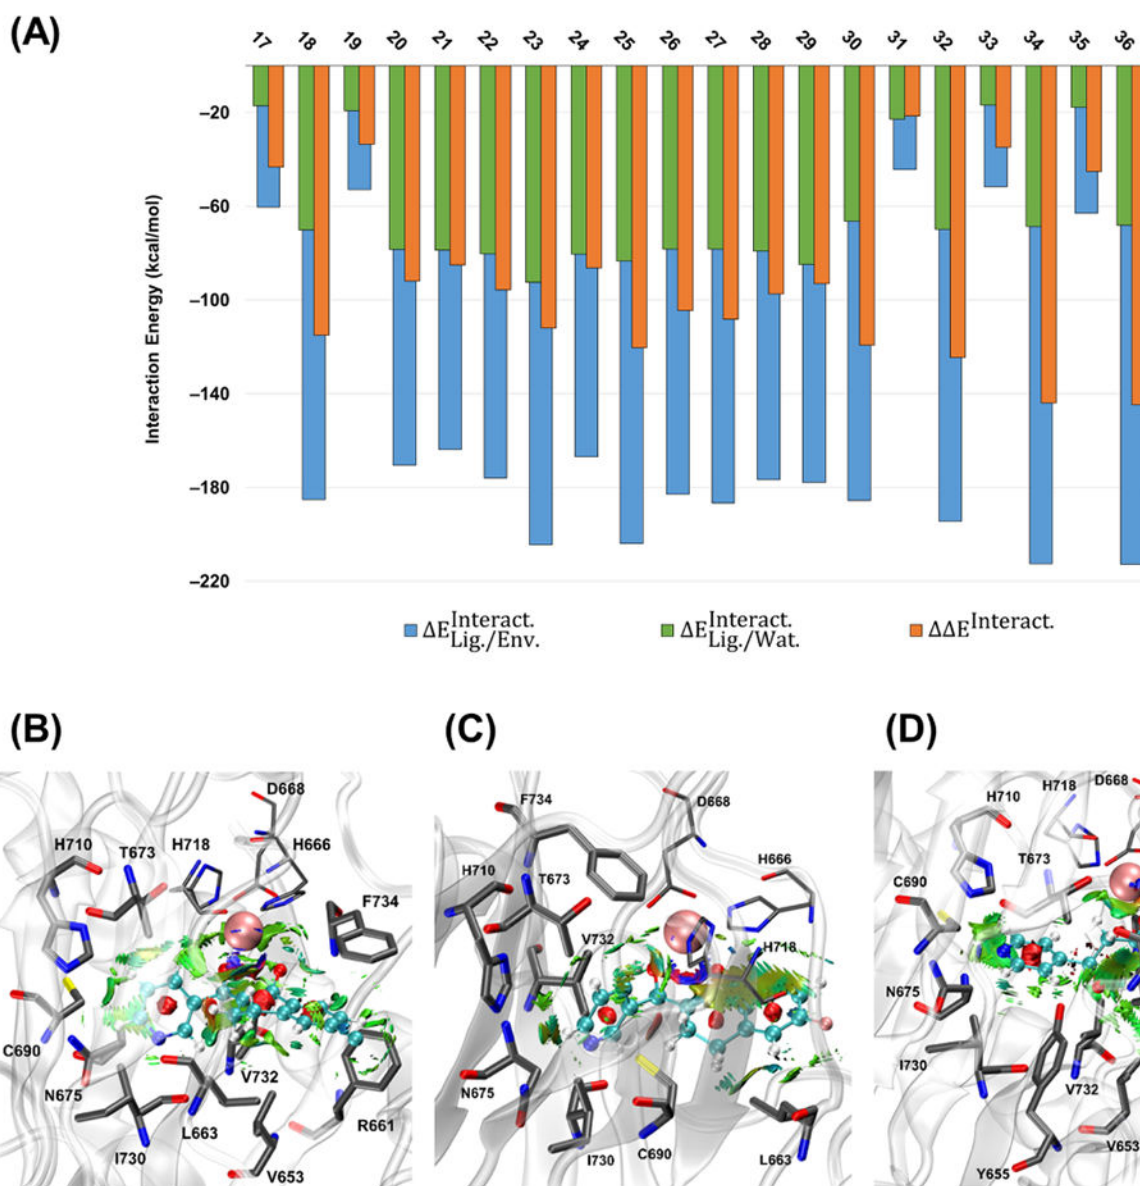 (A)
17 18 19 20 21 22 23 24 25 26 27 28 29 30 31 32 33 34 35 36
Interaction Energy (kcal/mol)
−20
−60
−100
−140
−180
−220
ΔE Interact. Lig./Env. ΔE Interact. Lig./Wat. ΔΔE Interact.
(B) (C) (D)
D668
H710
T673
H718
H666
F734
C690
N675
V732
L663
R661
I730
V653
F734
D668
H710
T673
H666
V732
H718
N675
I730
C690
L663
H718
D668
H710
T673
C690
N675
I730
V732
Y655
V653